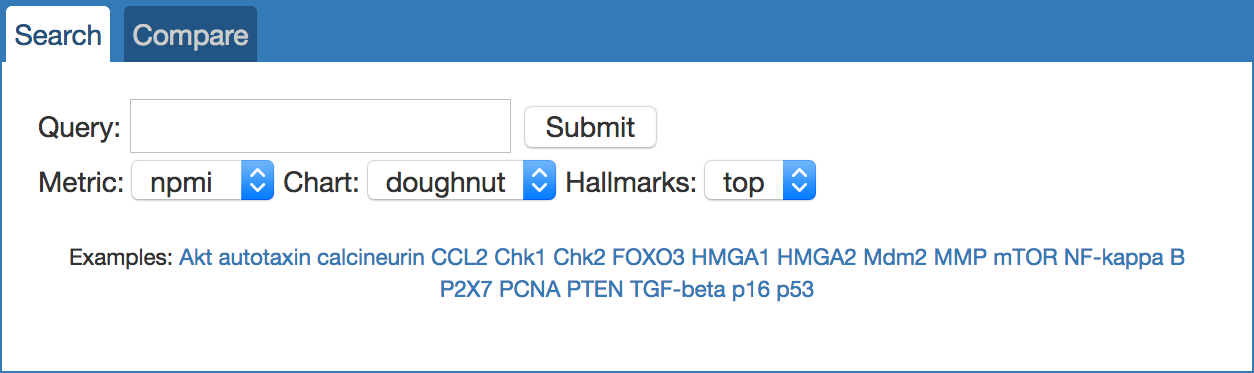 Search Compare
Query: Submit
Metric: npmi Chart: doughnut Hallmarks: top
Examples: Akt autotaxin calcineurin CCL2 Chk1 Chk2 FOXO3 HMGA1 HMGA2 Mdm2 MMP mTOR NF-kappa B
P2X7 PCNA PTEN TGF-beta p16 p53